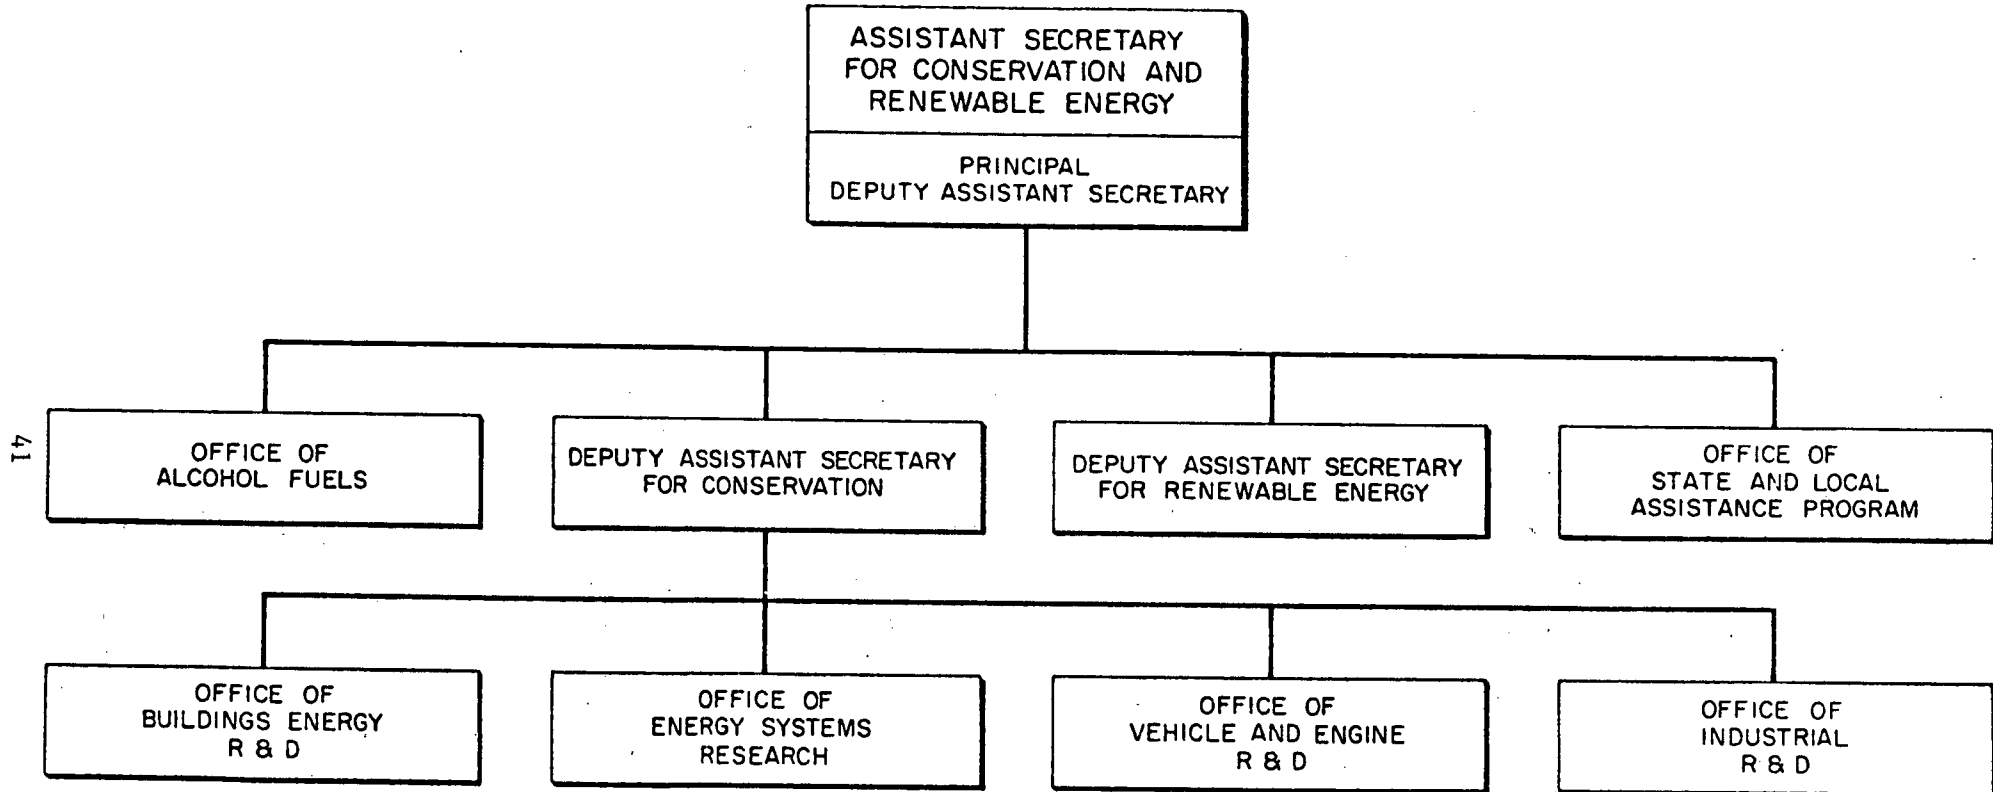 ASSISTANT SECRETARY
FOR CONSERVATION AND
RENEWABLE ENERGY
PRINCIPAL
DEPUTY ASSISTANT SECRETARY
41
OFFICE OF
ALCOHOL FUELS
DEPUTY ASSISTANT SECRETARY
FOR CONSERVATION
DEPUTY ASSISTANT SECRETARY
FOR RENEWABLE ENERGY
OFFICE OF
STATE AND LOCAL
ASSISTANCE PROGRAM
OFFICE OF
BUILDINGS ENERGY
R & D
OFFICE OF
ENERGY SYSTEMS
RESEARCH
OFFICE OF
VEHICLE AND ENGINE
R & D
OFFICE OF
INDUSTRIAL
R & D